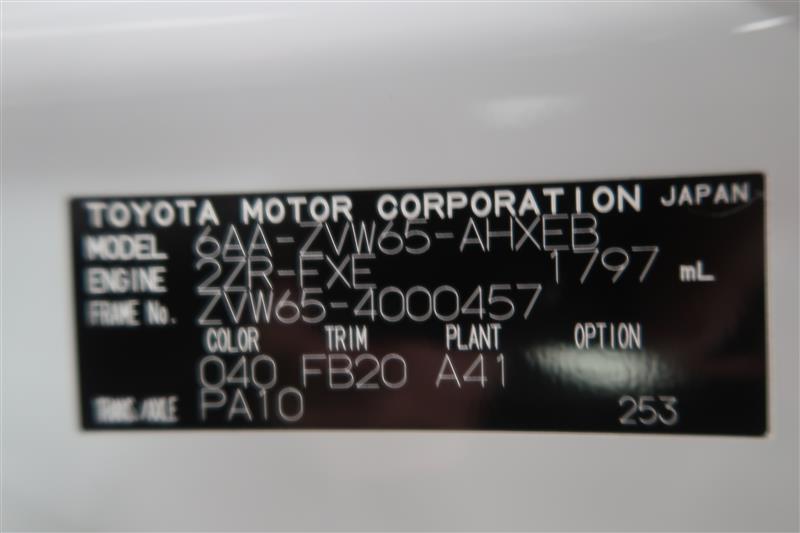 TOYOTA MOTOR CORPORATION JAPAN
MODEL 6AA-ZVW65-AHXEB
ENGINE 2ZR-FXE 1797 mL
FRAME No. ZVW65-4000457
COLOR TRIM PLANT OPTION
040 FB20 A41
TRANS/AXLE PA10 253